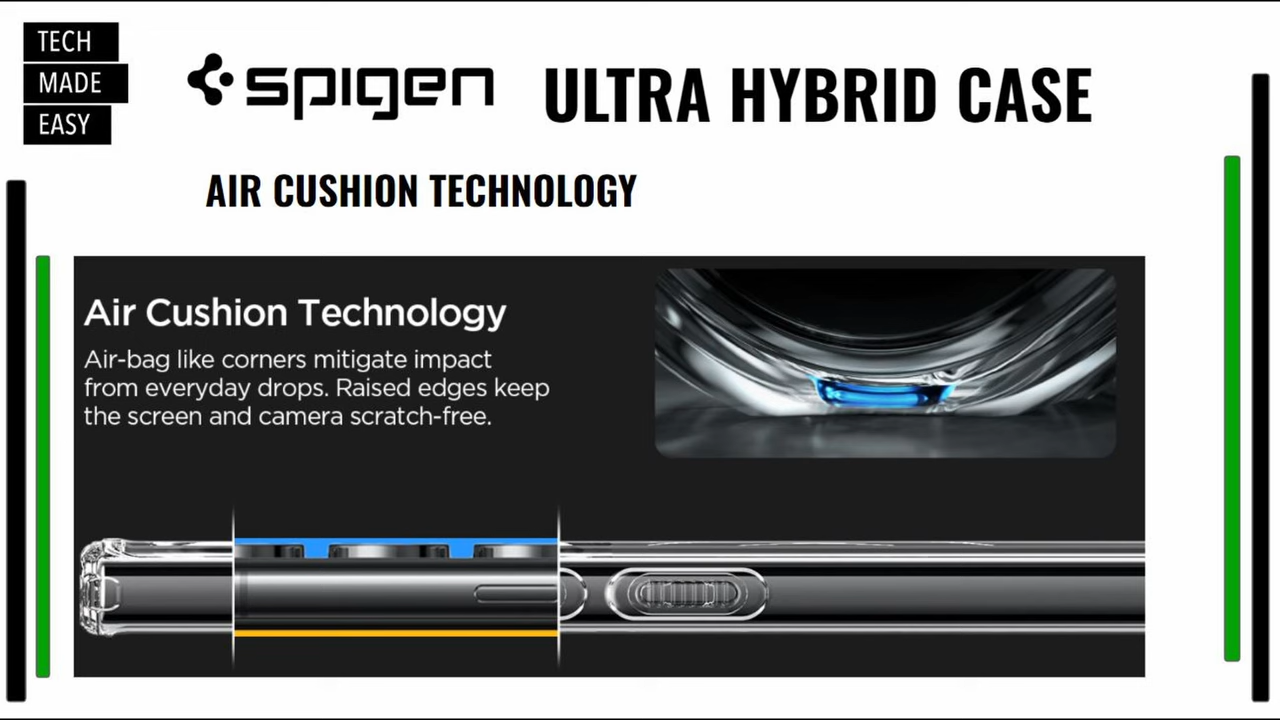 TECH
MADE
EASY
spigen ULTRA HYBRID CASE
AIR CUSHION TECHNOLOGY
Air Cushion Technology
Air-bag like corners mitigate impact
from everyday drops. Raised edges keep
the screen and camera scratch-free.